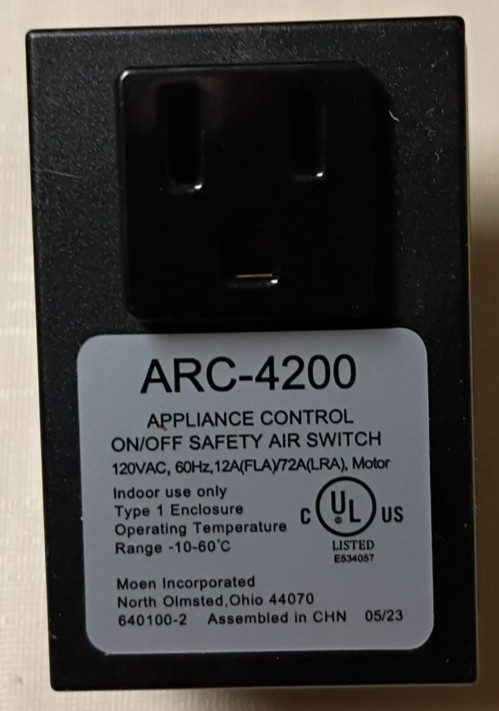 ARC-4200
APPLIANCE CONTROL
ON/OFF SAFETY AIR SWITCH
120VAC, 60Hz,12A(FLA)/72A(LRA), Motor
Indoor use only
Type 1 Enclosure
Operating Temperature
Range -10-60°C
C UL ® US
LISTED
E534057
Moen Incorporated
North Olmsted,Ohio 44070
640100-2 Assembled in CHN 05/23